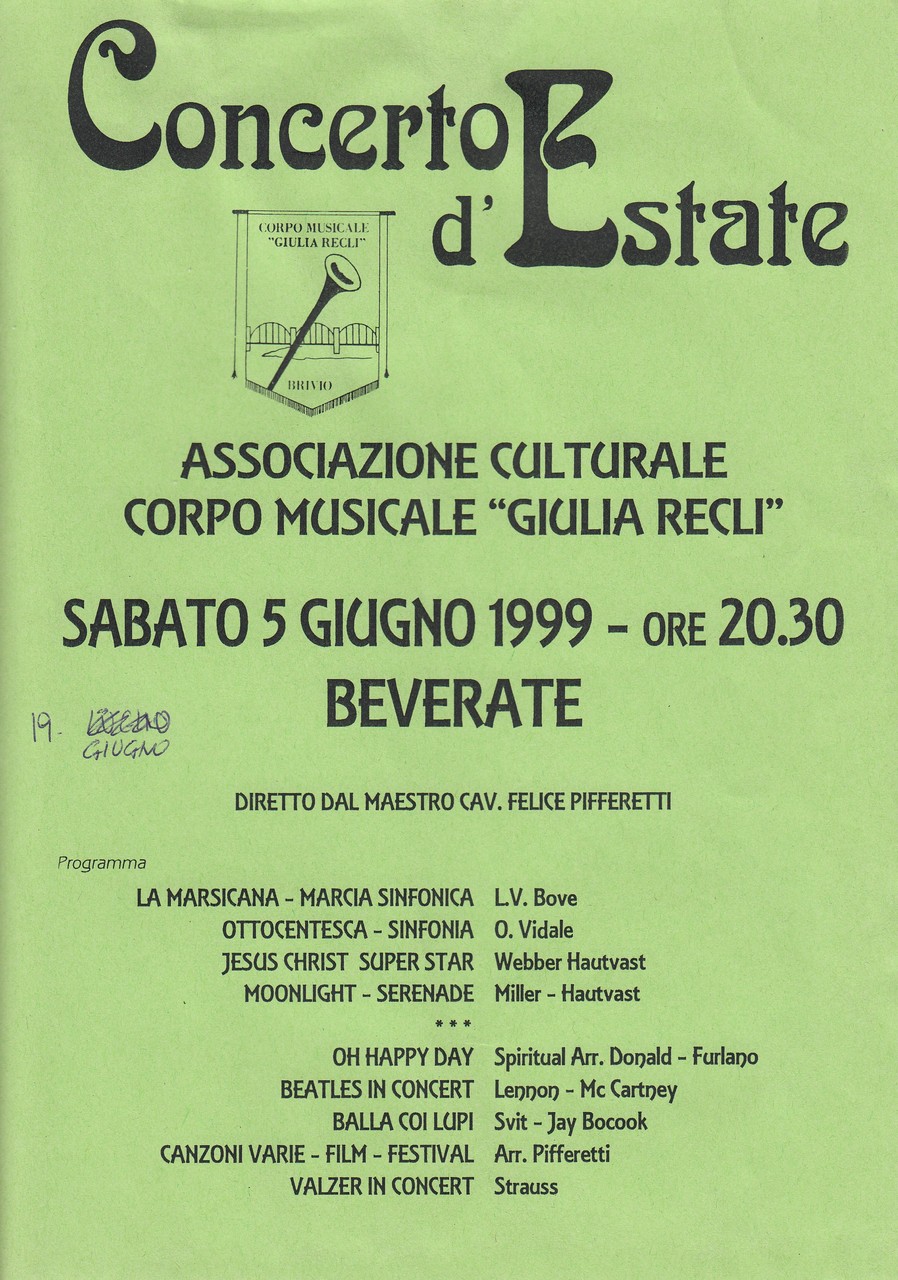 Concerto
d'Estate
CORPO MUSICALE
"GIULIA RECLI"
BRIVIO
ASSOCIAZIONE CULTURALE
CORPO MUSICALE “GIULIA RECLI”
SABATO 5 GIUGNO 1999 – ORE 20.30
BEVERATE
19.
GIUGNO
DIRETTO DAL MAESTRO CAV. FELICE PIFFERETTI
Programma
LA MARSICANA – MARCIA SINFONICA L.V. Bove
OTTOCENTESCA – SINFONIA O. Vidale
JESUS CHRIST SUPER STAR Webber Hautvast
MOONLIGHT – SERENADE Miller – Hautvast
* * *
OH HAPPY DAY Spiritual Arr. Donald – Furlano
BEATLES IN CONCERT Lennon – Mc Cartney
BALLA COI LUPI Svit – Jay Bocook
CANZONI VARIE – FILM – FESTIVAL Arr. Pifferetti
VALZER IN CONCERT Strauss